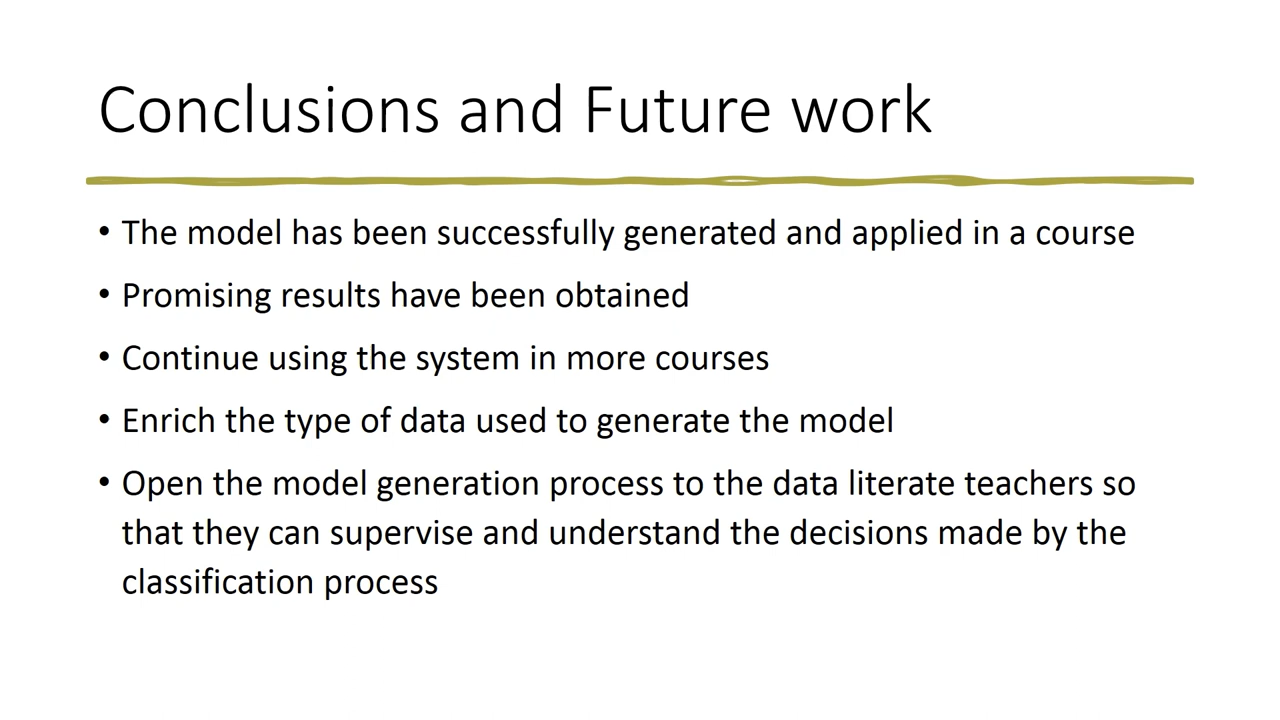 Conclusions and Future work
• The model has been successfully generated and applied in a course
• Promising results have been obtained
• Continue using the system in more courses
• Enrich the type of data used to generate the model
• Open the model generation process to the data literate teachers so
that they can supervise and understand the decisions made by the
classification process